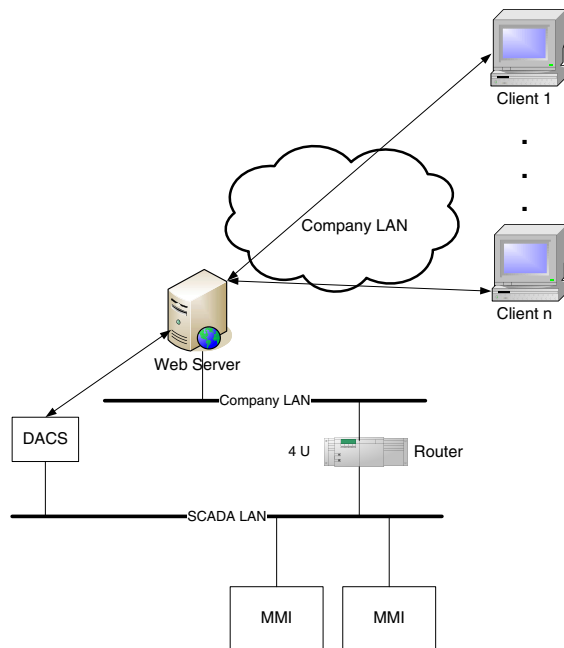 Client 1
Company LAN
Client n
Web Server
Company LAN
DACS
4 U
Router
SCADA LAN
MMI
MMI